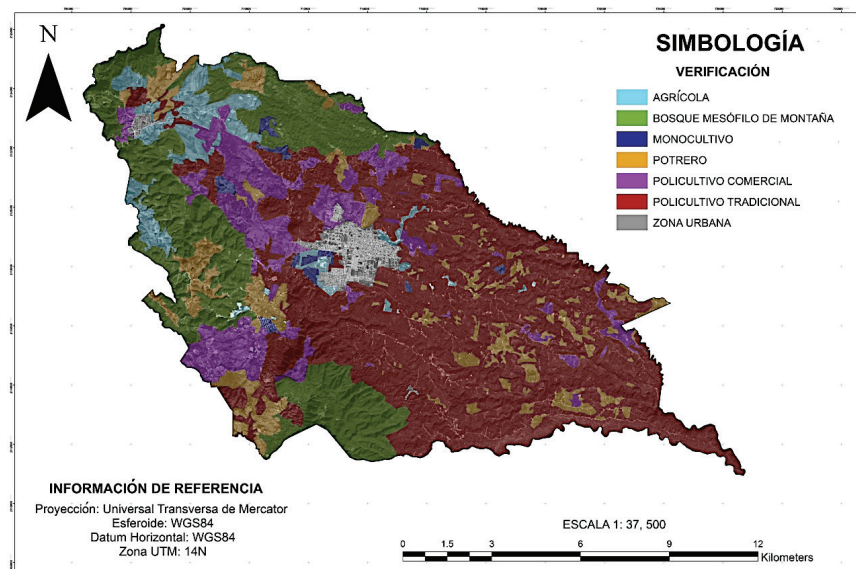 N
SIMBOLOGÍA
VERIFICACIÓN
AGRÍCOLA
BOSQUE MESÓFILO DE MONTAÑA
MONOCULTIVO
POTRERO
POLICULTIVO COMERCIAL
POLICULTIVO TRADICIONAL
ZONA URBANA
INFORMACIÓN DE REFERENCIA
Proyección: Universal Transversa de Mercator
Esferoide: WGS84
Datum Horizontal: WGS84
Zona UTM: 14N
ESCALA 1: 37, 500
0 1.5 3 6 9 12
Kilometers